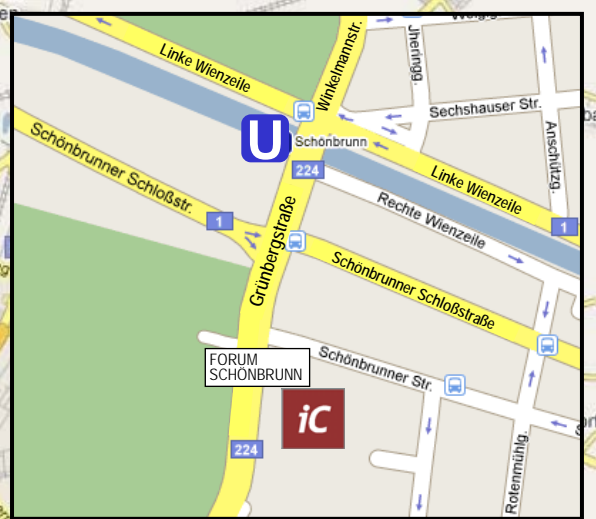 Linke Wienzeile
Winkelmannstr.
Jheringg.
Sechshauser Str.
Anschützg.
U
Schönbrunn
224
Linke Wienzeile
Schönbrunner Schloßstr.
1
1
Rechte Wienzeile
Grünbergstraße
Schönbrunner Schloßstraße
FORUM
SCHÖNBRUNN
Schönbrunner Str.
iC
224
Rotenmühlg.